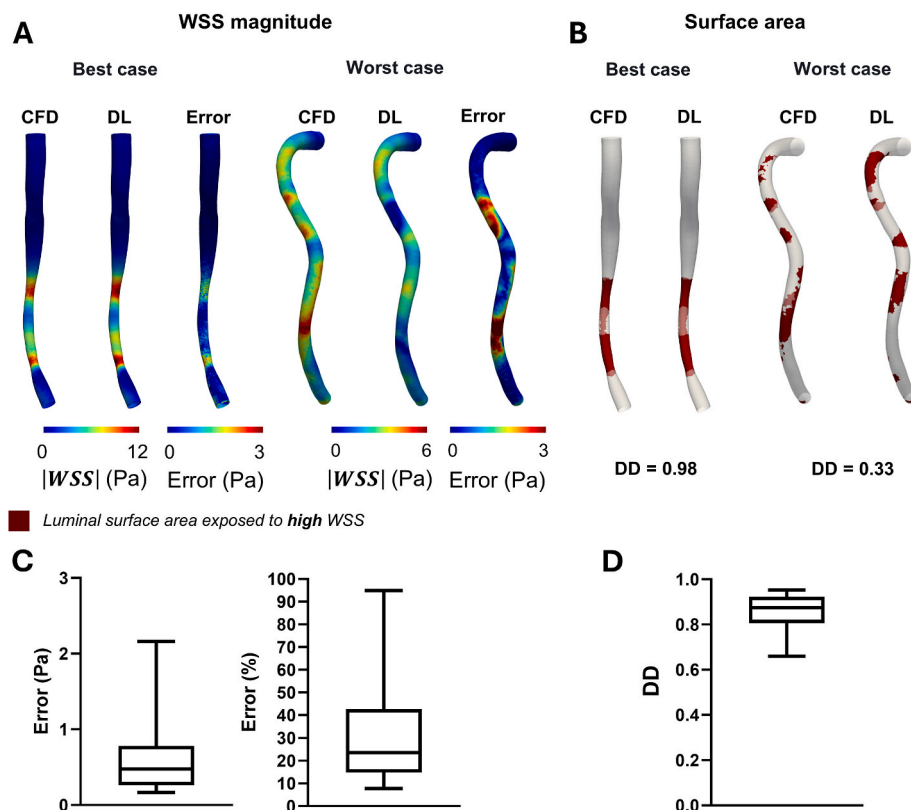 A
WSS magnitude
Best case
Worst case
CFD DL Error
CFD DL Error
0 12
|WSS| (Pa)
0 3
Error (Pa)
0 6
|WSS| (Pa)
0 3
Error (Pa)
B
Surface area
Best case
Worst case
CFD DL
CFD DL
DD = 0.98
DD = 0.33
Luminal surface area exposed to high WSS
C
Error (Pa)
3
2
1
0
Error (%)
100
90
80
70
60
50
40
30
20
10
0
D
DD
1.0
0.8
0.6
0.4
0.2
0.0